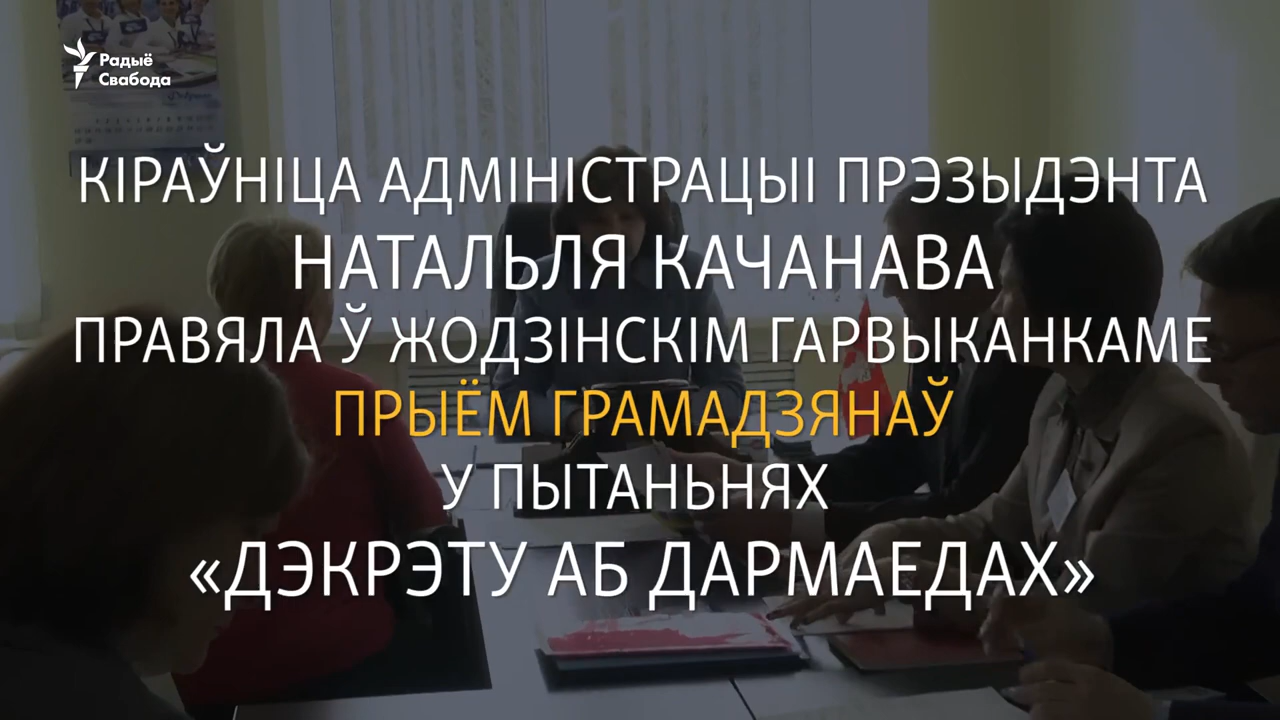 Радыё
Свабода
КІРАЎНІЦА АДМІНІСТРАЦЫІ ПРЭЗЫДЭНТА
НАТАЛЬЛЯ КАЧАНАВА
ПРАВЯЛА Ў ЖОДЗІНСКІМ ГАРВЫКАНКАМЕ
ПРЫЁМ ГРАМАДЗЯНАЎ
У ПЫТАНЬНЯХ
«ДЭКРЭТУ АБ ДАРМАЕДАХ»